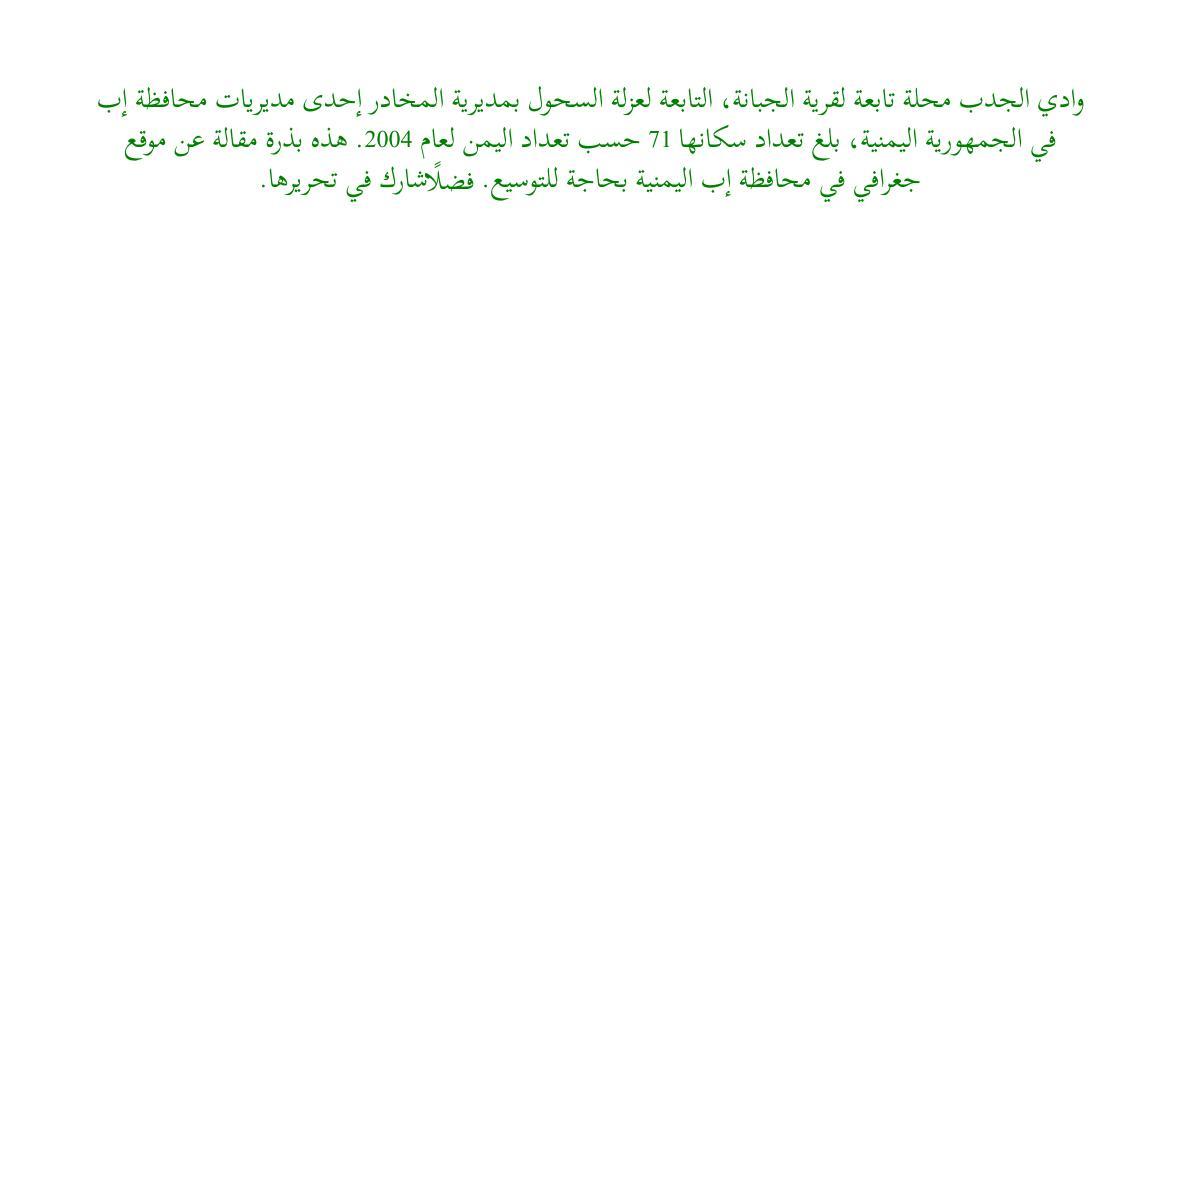 وادي الجدب محلة تابعة لقرية الجبانة، التابعة لعزلة السحول بمديرية المخادر إحدى مديريات محافظة إب
في الجمهورية اليمنية، بلغ تعداد سكانها 71 حسب تعداد اليمن لعام 2004. هذه بذرة مقالة عن موقع
جغرافي في محافظة إب اليمنية بحاجة للتوسيع. فضلًاشارك في تحريرها.